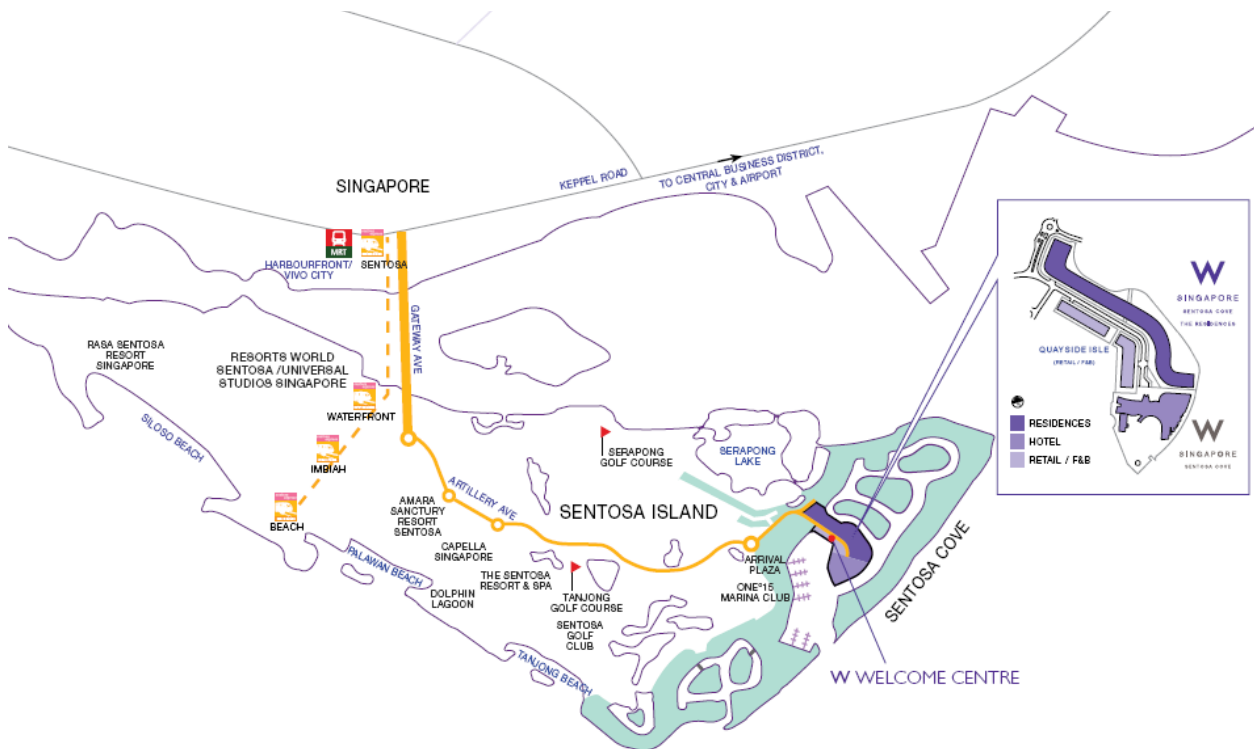 KEPPEL ROAD
TO CENTRAL BUSINESS DISTRICT,
CITY & AIRPORT
SINGAPORE
MRT
HARBOURFRONT/
VIVO CITY
SENTOSA
GATEWAY AVE
RASA SENTOSA
RESORT
SINGAPORE
RESORTS WORLD
SENTOSA /UNIVERSAL
STUDIOS SINGAPORE
WATERFRONT
SILOSO BEACH
IMBIAH
BEACH
ARTILLERY AVE
AMARA
SANCTURY
RESORT
SENTOSA
CAPELLA
SINGAPORE
SERAPONG
GOLF COURSE
SERAPONG
LAKE
SENTOSA ISLAND
PALAWAN BEACH
DOLPHIN
LAGOON
THE SENTOSA
RESORT & SPA
TANJONG
GOLF COURSE
SENTOSA
GOLF
CLUB
TANJONG BEACH
ARRIVAL
PLAZA
ONE°15
MARINA CLUB
SENTOSA COVE
W WELCOME CENTRE
W
SINGAPORE
SENTOSA COVE
THE RESIDENCES
QUAYSIDE ISLE
(RETAIL / F&B)
RESIDENCES
HOTEL
RETAIL / F&B
W
SINGAPORE
SENTOSA COVE